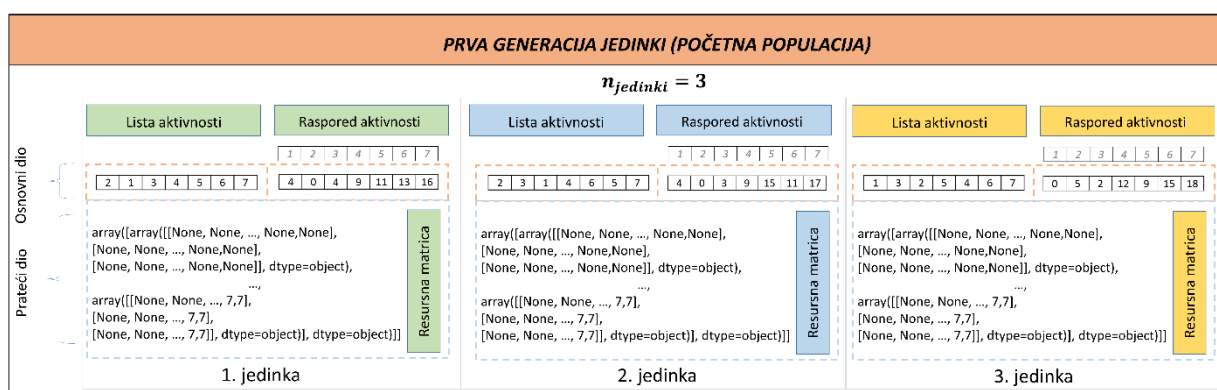 PRVA GENERACIJA JEDINKI (POČETNA POPULACIJA)
n_jedinki = 3
Osnovni dio
Prateći dio
Lista aktivnosti
Raspored aktivnosti
1 2 3 4 5 6 7
2 1 3 4 5 6 7
4 0 4 9 11 13 16
array([array([[None, None, ..., None,None],
[None, None, ..., None,None],
[None, None, ..., None,None]], dtype=object),
...,
array([[None, None, ..., 7,7],
[None, None, ..., 7,7],
[None, None, ..., 7,7]], dtype=object)], dtype=object)]]
Resursna matrica
1. jedinka
Lista aktivnosti
Raspored aktivnosti
1 2 3 4 5 6 7
2 3 1 4 6 5 7
4 0 3 9 15 11 17
array([array([[None, None, ..., None,None],
[None, None, ..., None,None],
[None, None, ..., None,None]], dtype=object),
...,
array([[None, None, ..., 7,7],
[None, None, ..., 7,7],
[None, None, ..., 7,7]], dtype=object)], dtype=object)]]
Resursna matrica
2. jedinka
Lista aktivnosti
Raspored aktivnosti
1 2 3 4 5 6 7
1 3 2 5 4 6 7
0 5 2 12 9 15 18
array([array([[None, None, ..., None,None],
[None, None, ..., None,None],
[None, None, ..., None,None]], dtype=object),
...,
array([[None, None, ..., 7,7],
[None, None, ..., 7,7],
[None, None, ..., 7,7]], dtype=object)], dtype=object)]]
Resursna matrica
3. jedinka